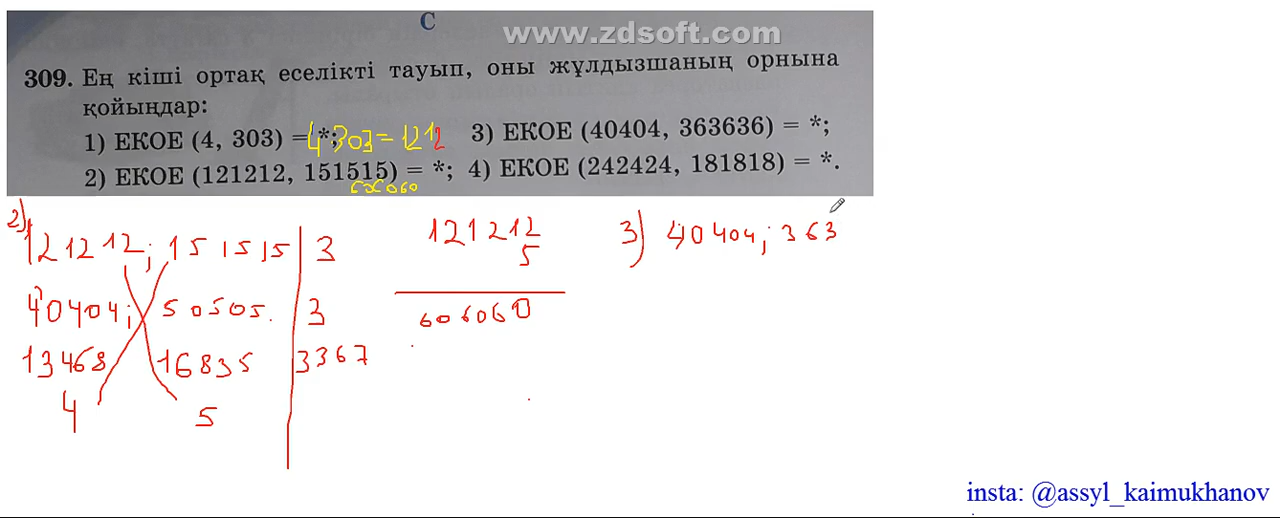 C
www.zdsoft.com
309. Ең кіші ортақ еселікті тауып, оны жұлдызшаның орнына
қойыңдар:
1) ЕКОЕ (4, 303) = *; 4 303 = 1212
3) ЕКОЕ (40404, 363636) = *;
2) ЕКОЕ (121212, 151515) = *; 606060
4) ЕКОЕ (242424, 181818) = *.
2) 121212; 151515 | 3
40404; 50505. | 3
13468 16835 | 3367
4 5
121212
5
606060
3) 40404; 363
insta: @assyl_kaimukhanov